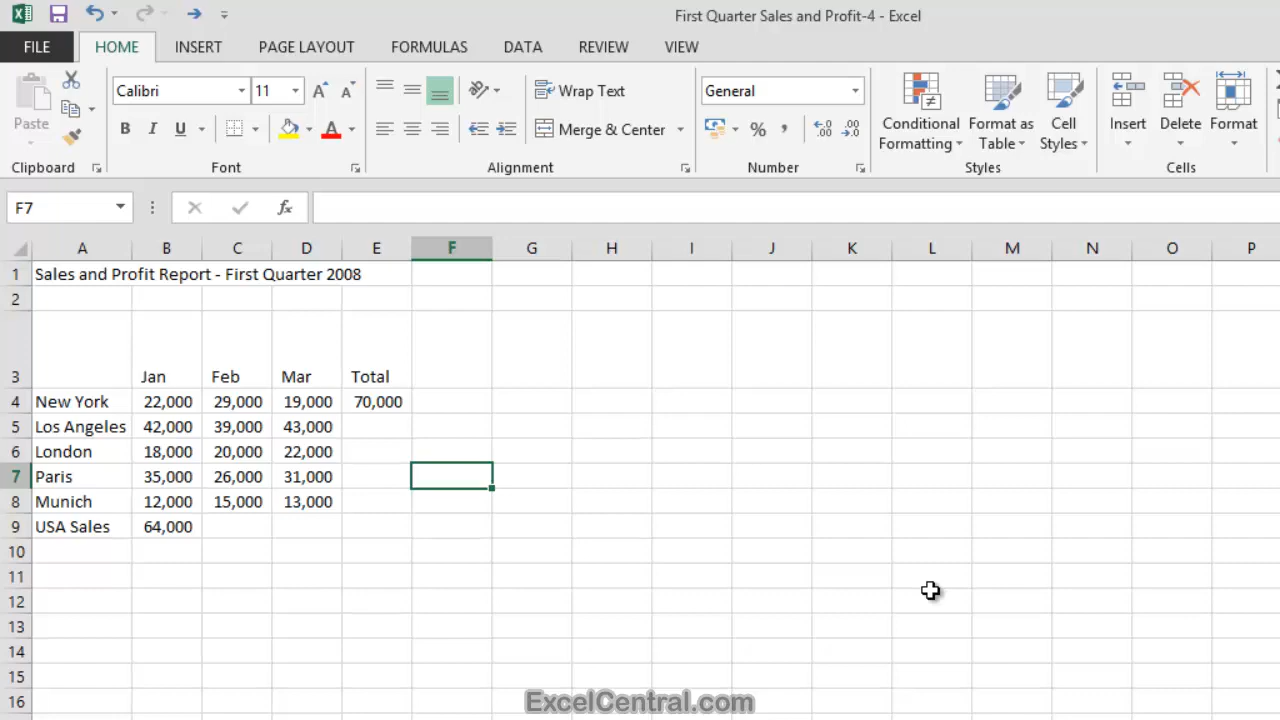 First Quarter Sales and Profit-4 - Excel
FILE HOME INSERT PAGE LAYOUT FORMULAS DATA REVIEW VIEW
Calibri 11 Wrap Text General
Paste B I U A Merge & Center % , Conditional Formatting Format as Table Cell Styles Insert Delete Format
Clipboard Font Alignment Number Styles Cells
F7 fx
A B C D E F G H I J K L M N O P
1 Sales and Profit Report - First Quarter 2008
2
3 Jan Feb Mar Total
4 New York 22,000 29,000 19,000 70,000
5 Los Angeles 42,000 39,000 43,000
6 London 18,000 20,000 22,000
7 Paris 35,000 26,000 31,000
8 Munich 12,000 15,000 13,000
9 USA Sales 64,000
10
11
12
13
14
15
16
ExcelCentral.com